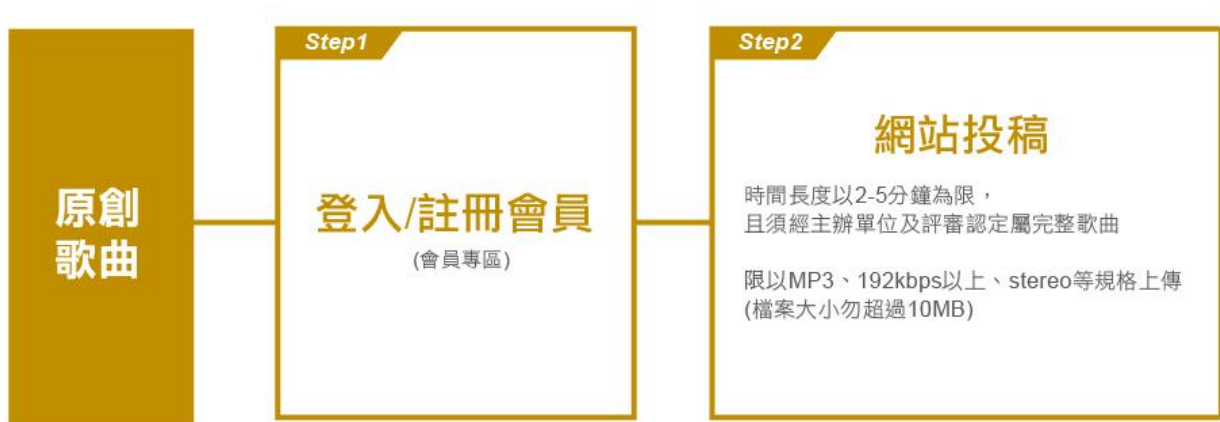 原創
歌曲
Step1
登入/註冊會員
(會員專區)
Step2
網站投稿
時間長度以2-5分鐘為限，
且須經主辦單位及評審認定屬完整歌曲
限以MP3、192kbps以上、stereo等規格上傳
(檔案大小勿超過10MB)